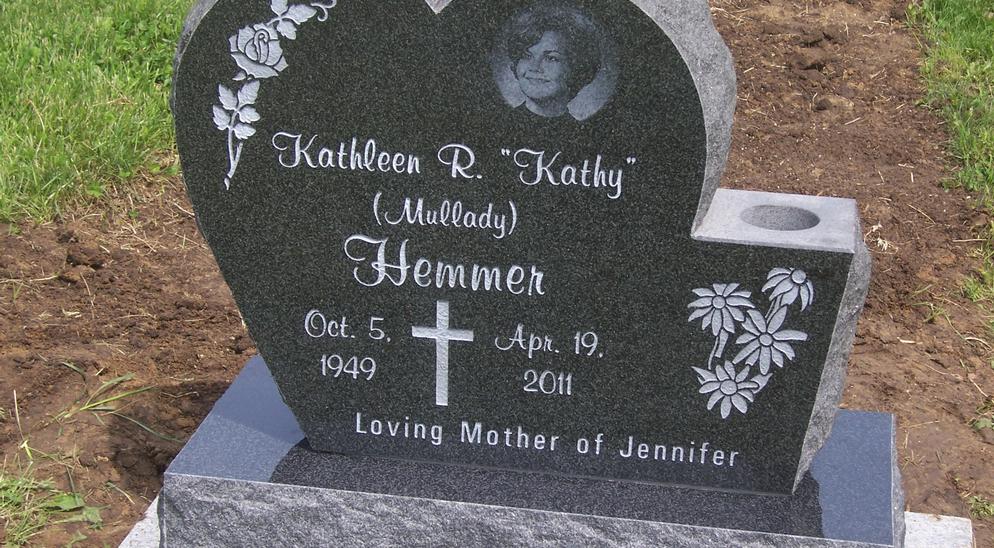 Kathleen R. "Kathy"
(Mullady)
Hemmer
Oct. 5, 1949
Apr. 19, 2011
Loving Mother of Jennifer